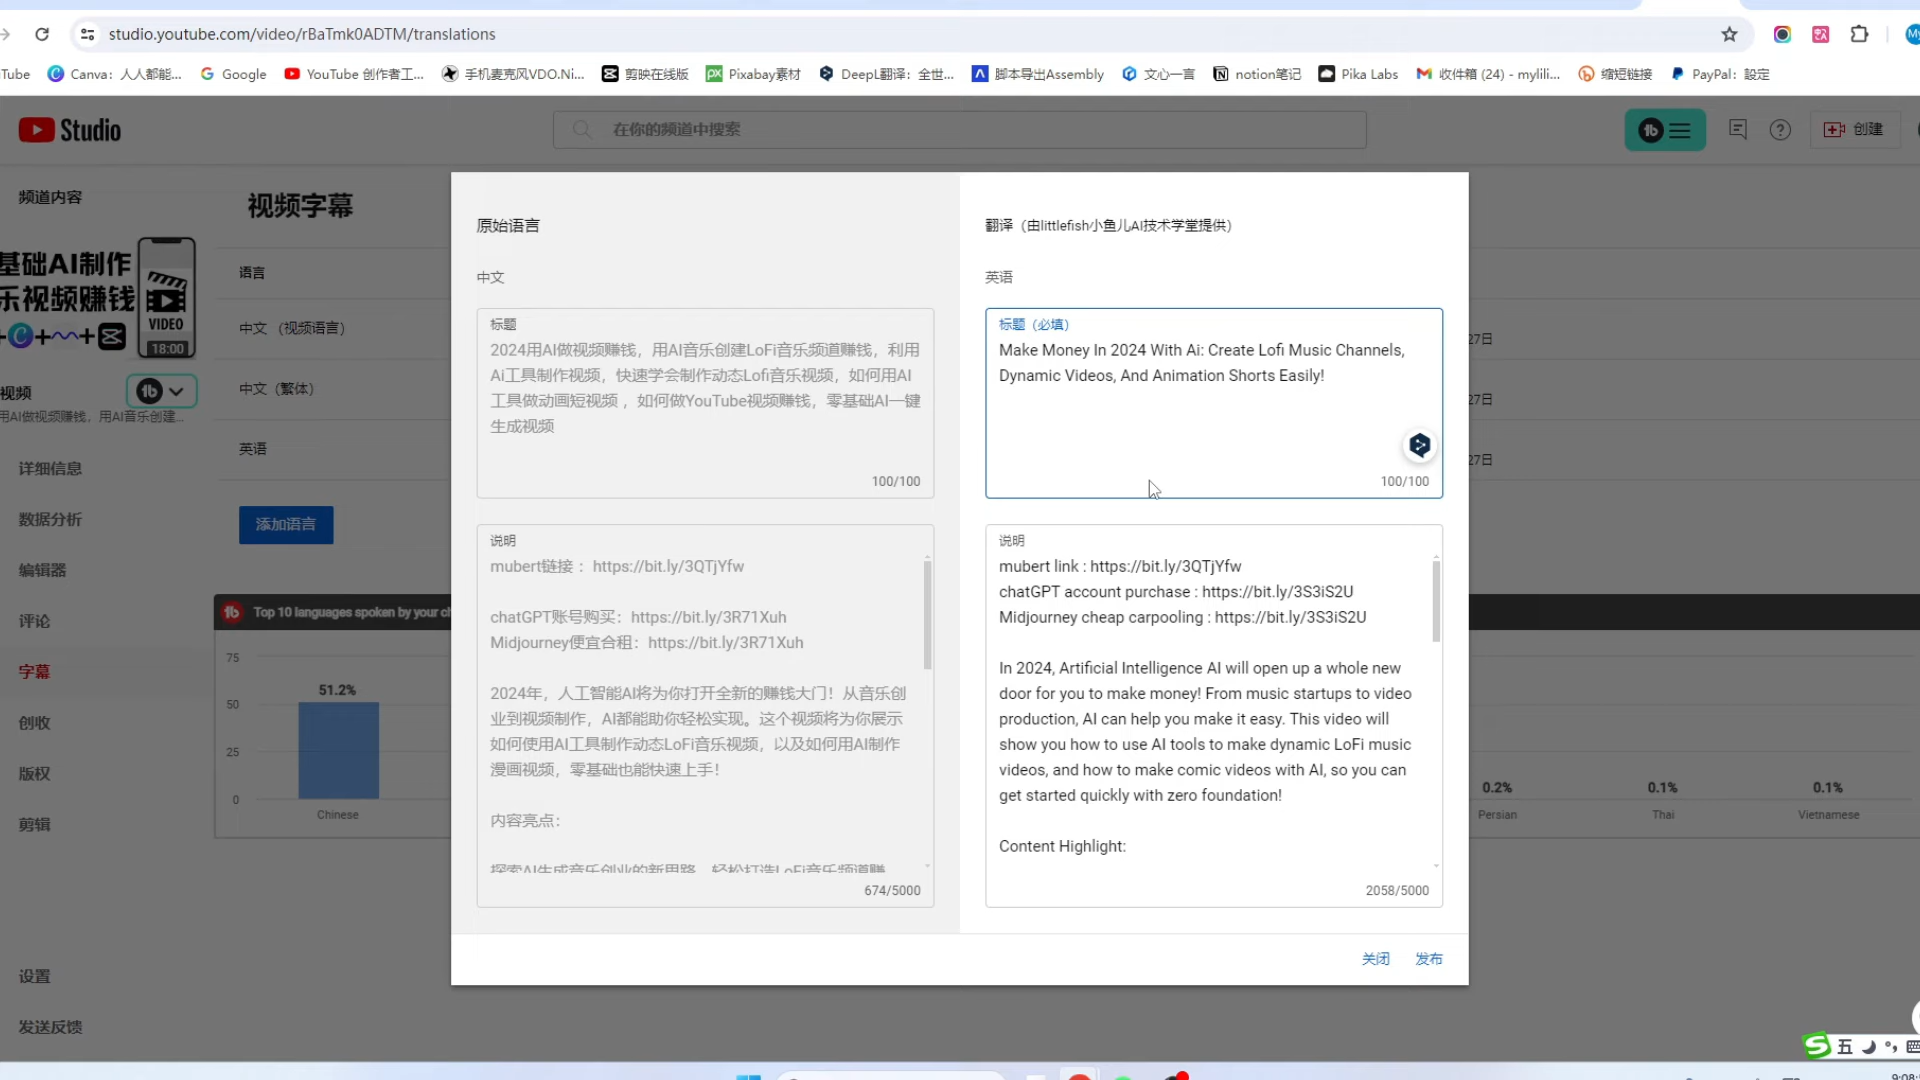 studio.youtube.com/video/rBaTmk0ADTM/translations
Tube
Canva：人人都能...
Google
YouTube 创作者工...
手机麦克风VDO.Ni...
剪映在线版
Pixabay素材
DeepL翻译：全世...
脚本导出Assembly
文心一言
notion笔记
Pika Labs
收件箱 (24) - mylili...
缩短链接
PayPal：設定
Studio
在你的频道中搜索
创建
频道内容
基础AI制作
乐视频赚钱
VIDEO
18:00
视频
用AI做视频赚钱，用AI音乐创建...
详细信息
数据分析
编辑器
评论
字幕
创收
版权
剪辑
设置
发送反馈
视频字幕
语言
中文 （视频语言）
中文（繁体）
英语
添加语言
27日
27日
27日
Top 10 languages spoken by your ch
75
50
25
0
51.2%
Chinese
0.2%
Persian
0.1%
Thai
0.1%
Vietnamese
原始语言
中文
标题
2024用AI做视频赚钱，用AI音乐创建LoFi音乐频道赚钱，利用
Ai工具制作视频，快速学会制作动态Lofi音乐视频，如何用AI
工具做动画短视频 ，如何做YouTube视频赚钱，零基础AI一键
生成视频
100/100
说明
mubert链接： https://bit.ly/3QTjYfw
chatGPT账号购买：https://bit.ly/3R71Xuh
Midjourney便宜合租：https://bit.ly/3R71Xuh
2024年，人工智能AI将为你打开全新的赚钱大门！从音乐创
业到视频制作，AI都能助你轻松实现。这个视频将为你展示
如何使用AI工具制作动态LoFi音乐视频，以及如何用AI制作
漫画视频，零基础也能快速上手！
内容亮点：
探索AI生成音乐创业的新思路，轻松打造LoFi音乐频道赚
674/5000
翻译（由littlefish小鱼儿AI技术学堂提供）
英语
标题（必填）
Make Money In 2024 With Ai: Create Lofi Music Channels,
Dynamic Videos, And Animation Shorts Easily!
100/100
说明
mubert link : https://bit.ly/3QTjYfw
chatGPT account purchase : https://bit.ly/3S3iS2U
Midjourney cheap carpooling : https://bit.ly/3S3iS2U
In 2024, Artificial Intelligence AI will open up a whole new
door for you to make money! From music startups to video
production, AI can help you make it easy. This video will
show you how to use AI tools to make dynamic LoFi music
videos, and how to make comic videos with AI, so you can
get started quickly with zero foundation!
Content Highlight:
2058/5000
关闭
发布
五